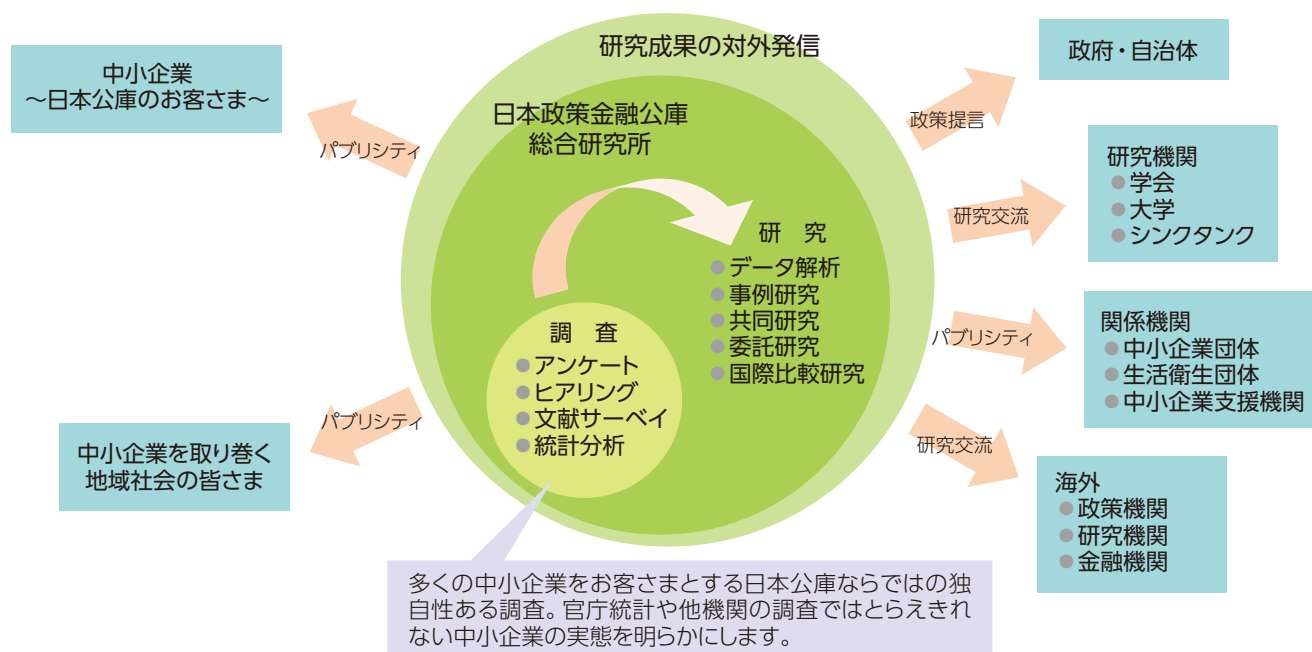 研究成果の対外発信
日本政策金融公庫
総合研究所
中小企業
～日本公庫のお客さま～
パブリシティ
中小企業を取り巻く
地域社会の皆さま
パブリシティ
調　査
●アンケート
●ヒアリング
●文献サーベイ
●統計分析
研　究
●データ解析
●事例研究
●共同研究
●委託研究
●国際比較研究
政策提言
政府・自治体
研究交流
研究機関
●学会
●大学
●シンクタンク
パブリシティ
関係機関
●中小企業団体
●生活衛生団体
●中小企業支援機関
研究交流
海外
●政策機関
●研究機関
●金融機関
多くの中小企業をお客さまとする日本公庫ならではの独
自性ある調査。官庁統計や他機関の調査ではとらえきれ
ない中小企業の実態を明らかにします。